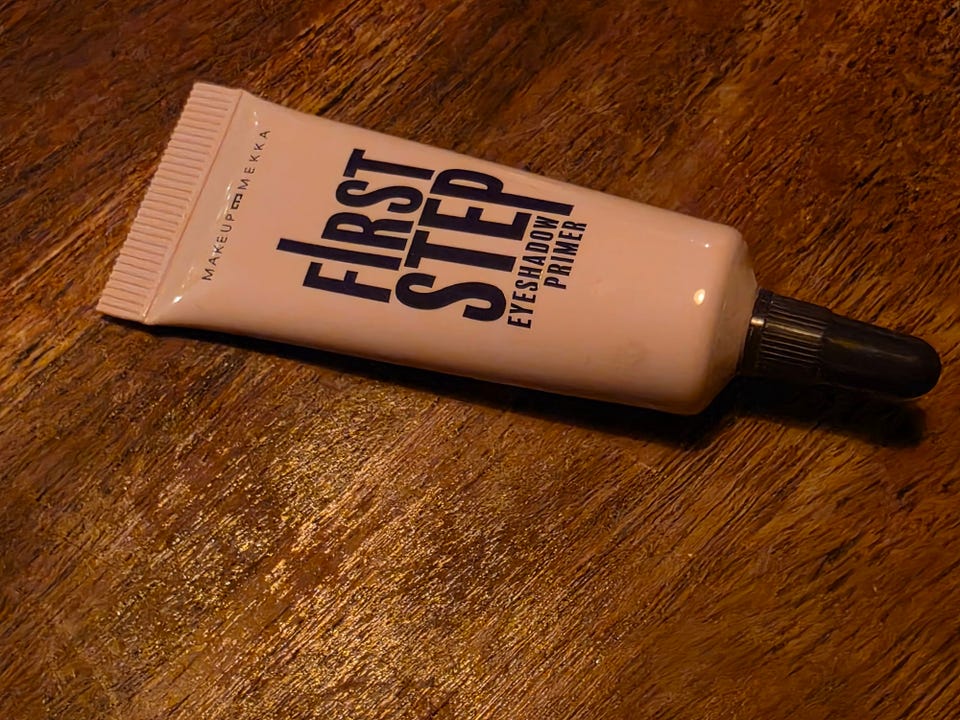 MAKEUP MEKKA
FIRST
STEP
EYESHADOW
PRIMER